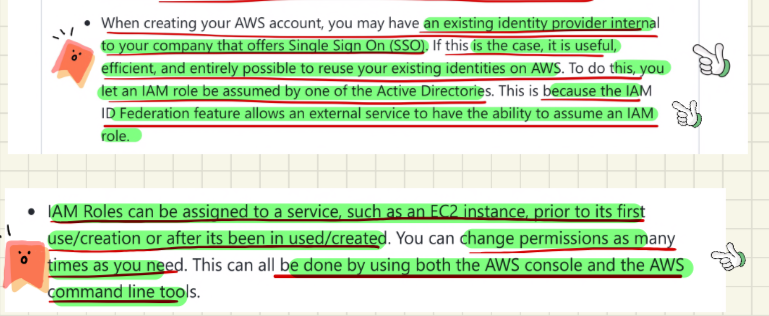 When creating your AWS account, you may have an existing identity provider internal
to your company that offers Single Sign On (SSO). If this is the case, it is useful,
efficient, and entirely possible to reuse your existing identities on AWS. To do this, you
let an IAM role be assumed by one of the Active Directories. This is because the IAM
ID Federation feature allows an external service to have the ability to assume an IAM
role.
IAM Roles can be assigned to a service, such as an EC2 instance, prior to its first
use/creation or after its been in used/created. You can change permissions as many
times as you need. This can all be done by using both the AWS console and the AWS
command line tools.